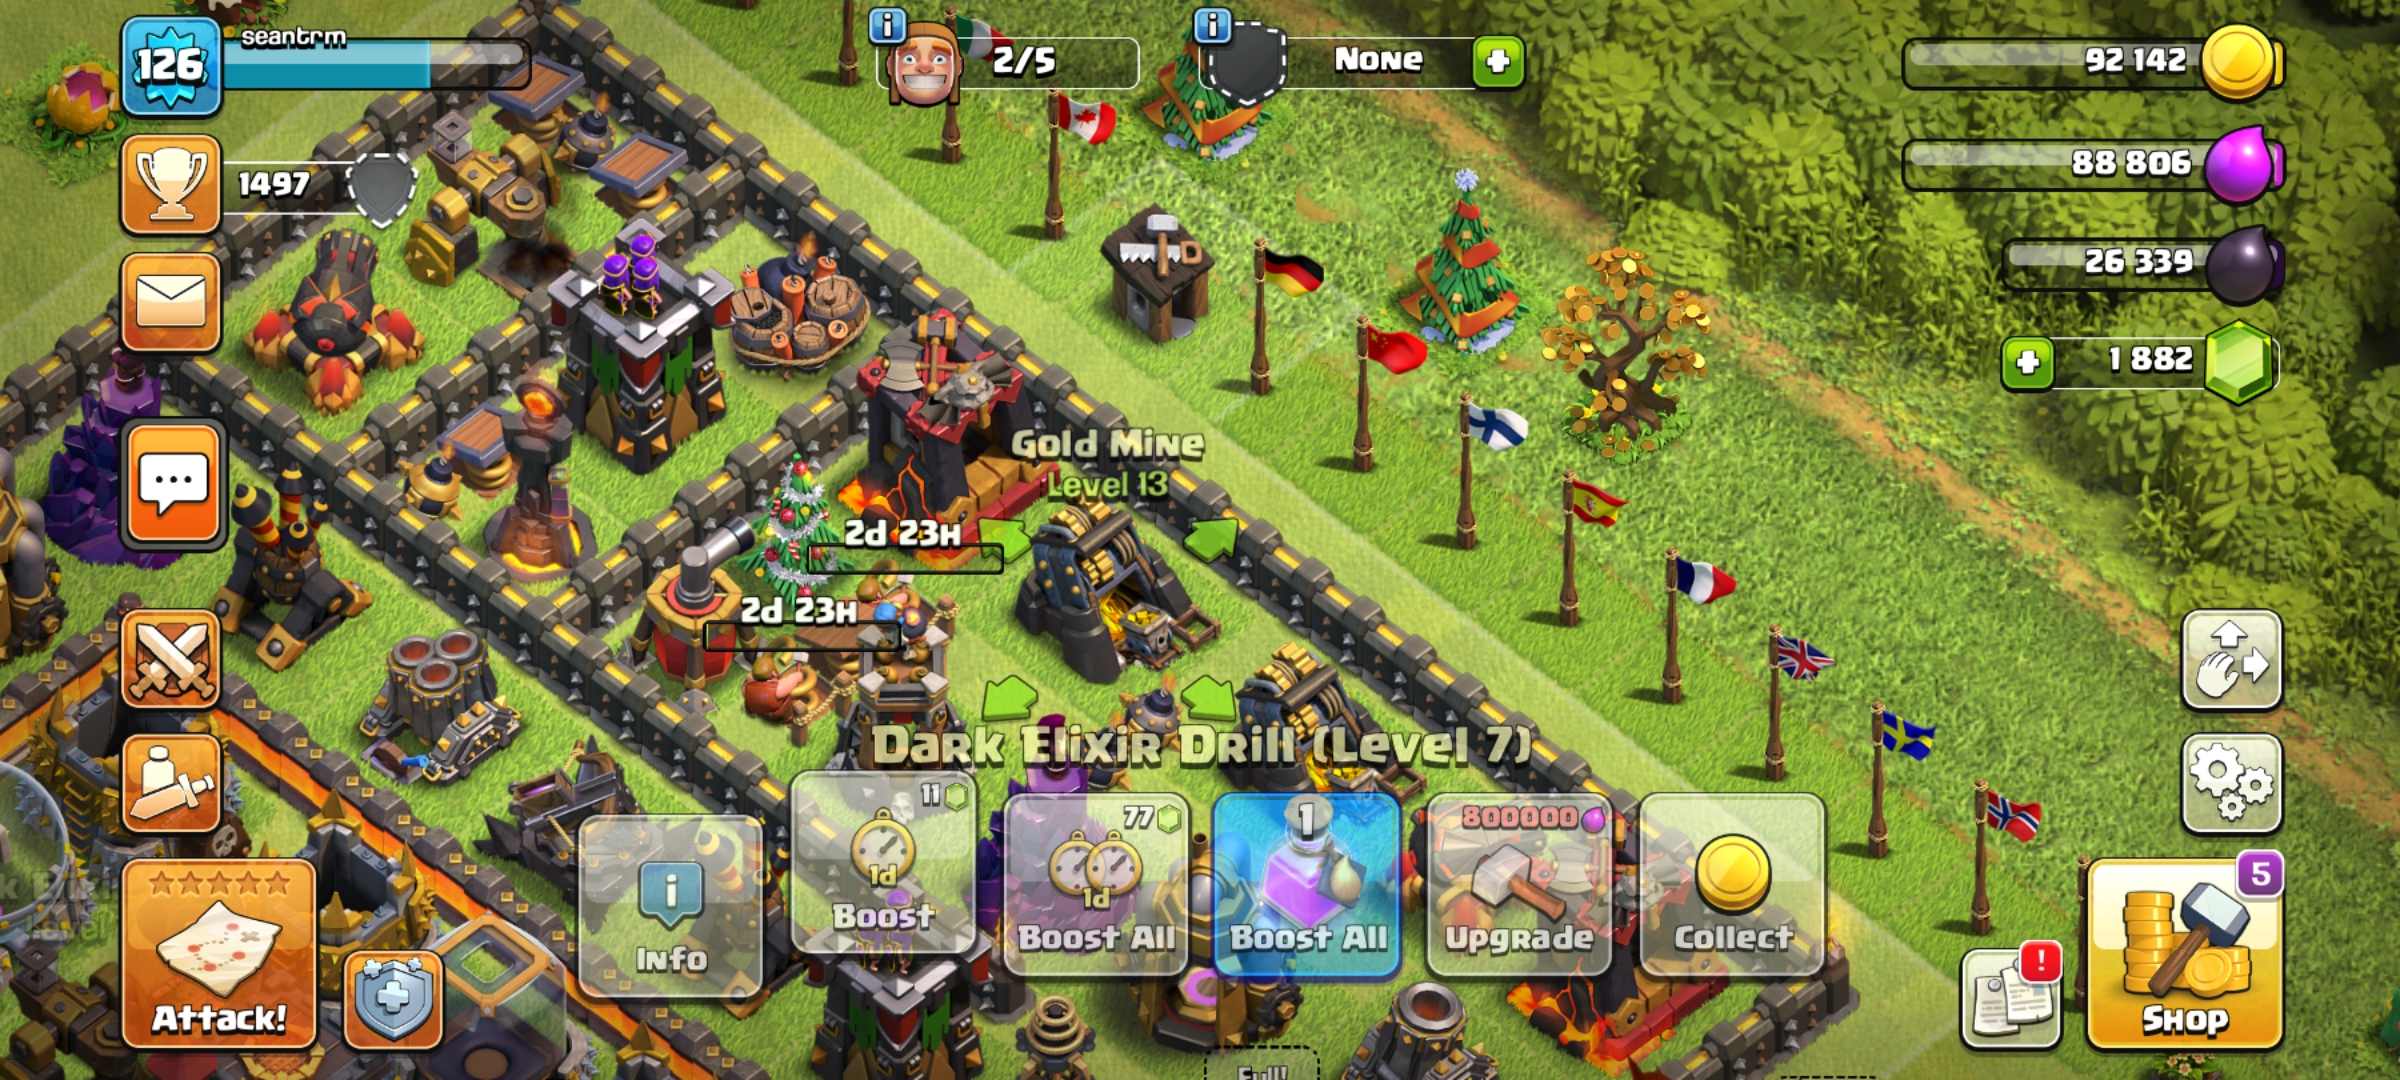 126
seantrm
2/5
None
92 142
1497
88 806
26 339
1 882
Gold Mine
Level 13
2d 23h
2d 23h
Dark Elixir Drill (Level 7)
Info
11
1d
Boost
77
1d
Boost All
1
Boost All
800000
Upgrade
Collect
Attack!
!
5
Shop
Full!